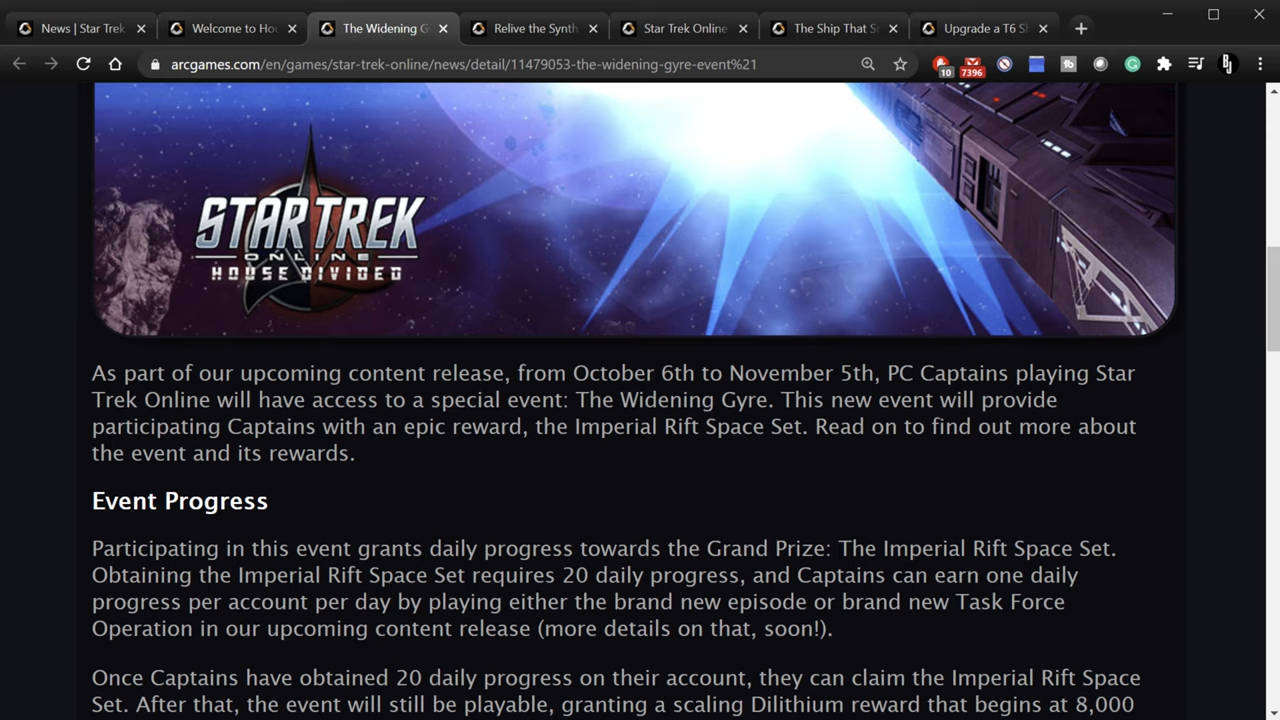 News | Star Trek
Welcome to Hou
The Widening G
Relive the Synth
Star Trek Online
The Ship That S
Upgrade a T6 Sh
arcgames.com/en/games/star-trek-online/news/detail/11479053-the-widening-gyre-event%21
10
7396
tb
STAR TREK
ONLINE
HOUSE DIVIDED
As part of our upcoming content release, from October 6th to November 5th, PC Captains playing Star
Trek Online will have access to a special event: The Widening Gyre. This new event will provide
participating Captains with an epic reward, the Imperial Rift Space Set. Read on to find out more about
the event and its rewards.
Event Progress
Participating in this event grants daily progress towards the Grand Prize: The Imperial Rift Space Set.
Obtaining the Imperial Rift Space Set requires 20 daily progress, and Captains can earn one daily
progress per account per day by playing either the brand new episode or brand new Task Force
Operation in our upcoming content release (more details on that, soon!).
Once Captains have obtained 20 daily progress on their account, they can claim the Imperial Rift Space
Set. After that, the event will still be playable, granting a scaling Dilithium reward that begins at 8,000